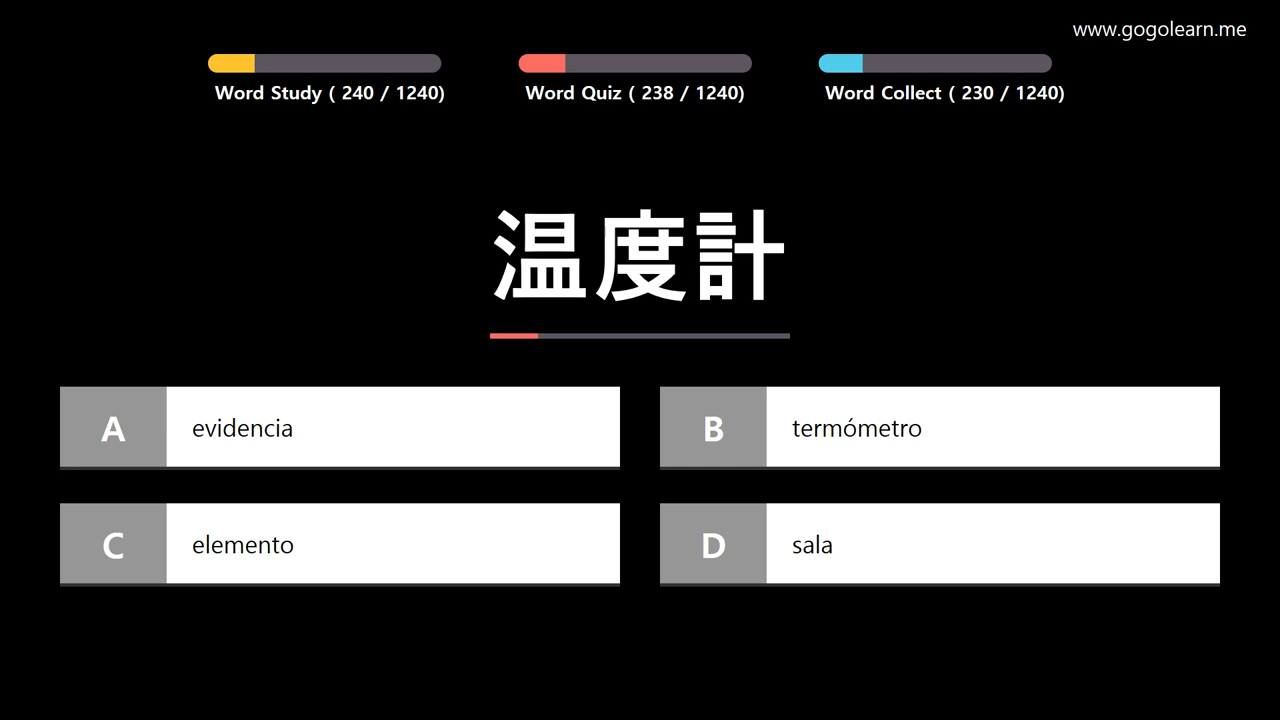 www.gogolearn.me
Word Study ( 240 / 1240)
Word Quiz ( 238 / 1240)
Word Collect ( 230 / 1240)
温度計
A evidencia
B termómetro
C elemento
D sala